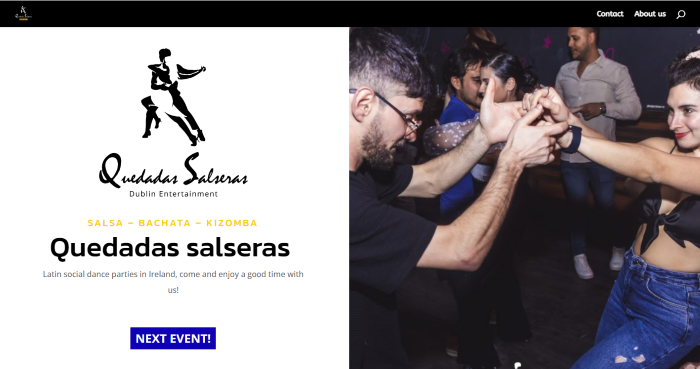 Contact About us
Quedadas Salseras
Dublin Entertainment
SALSA – BACHATA – KIZOMBA
Quedadas salseras
Latin social dance parties in Ireland, come and enjoy a good time with
us!
NEXT EVENT!